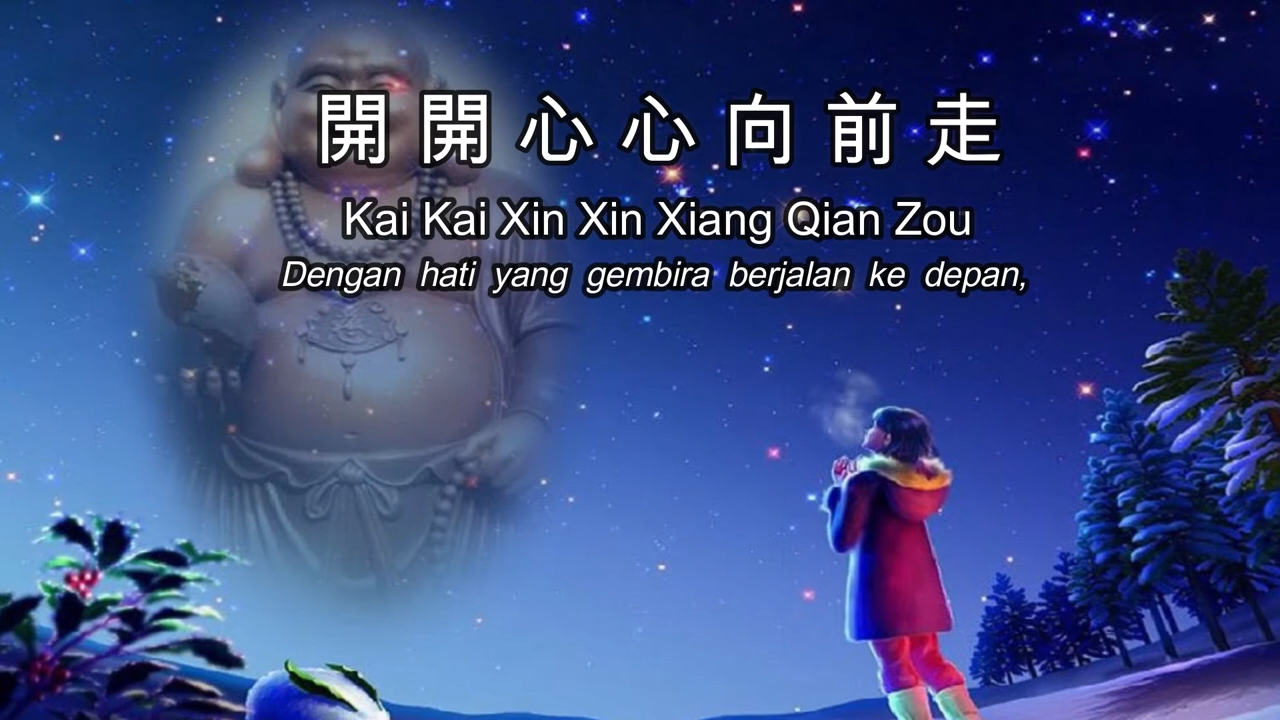 開開心心向前走
Kai Kai Xin Xin Xiang Qian Zou
Dengan hati yang gembira berjalan ke depan,